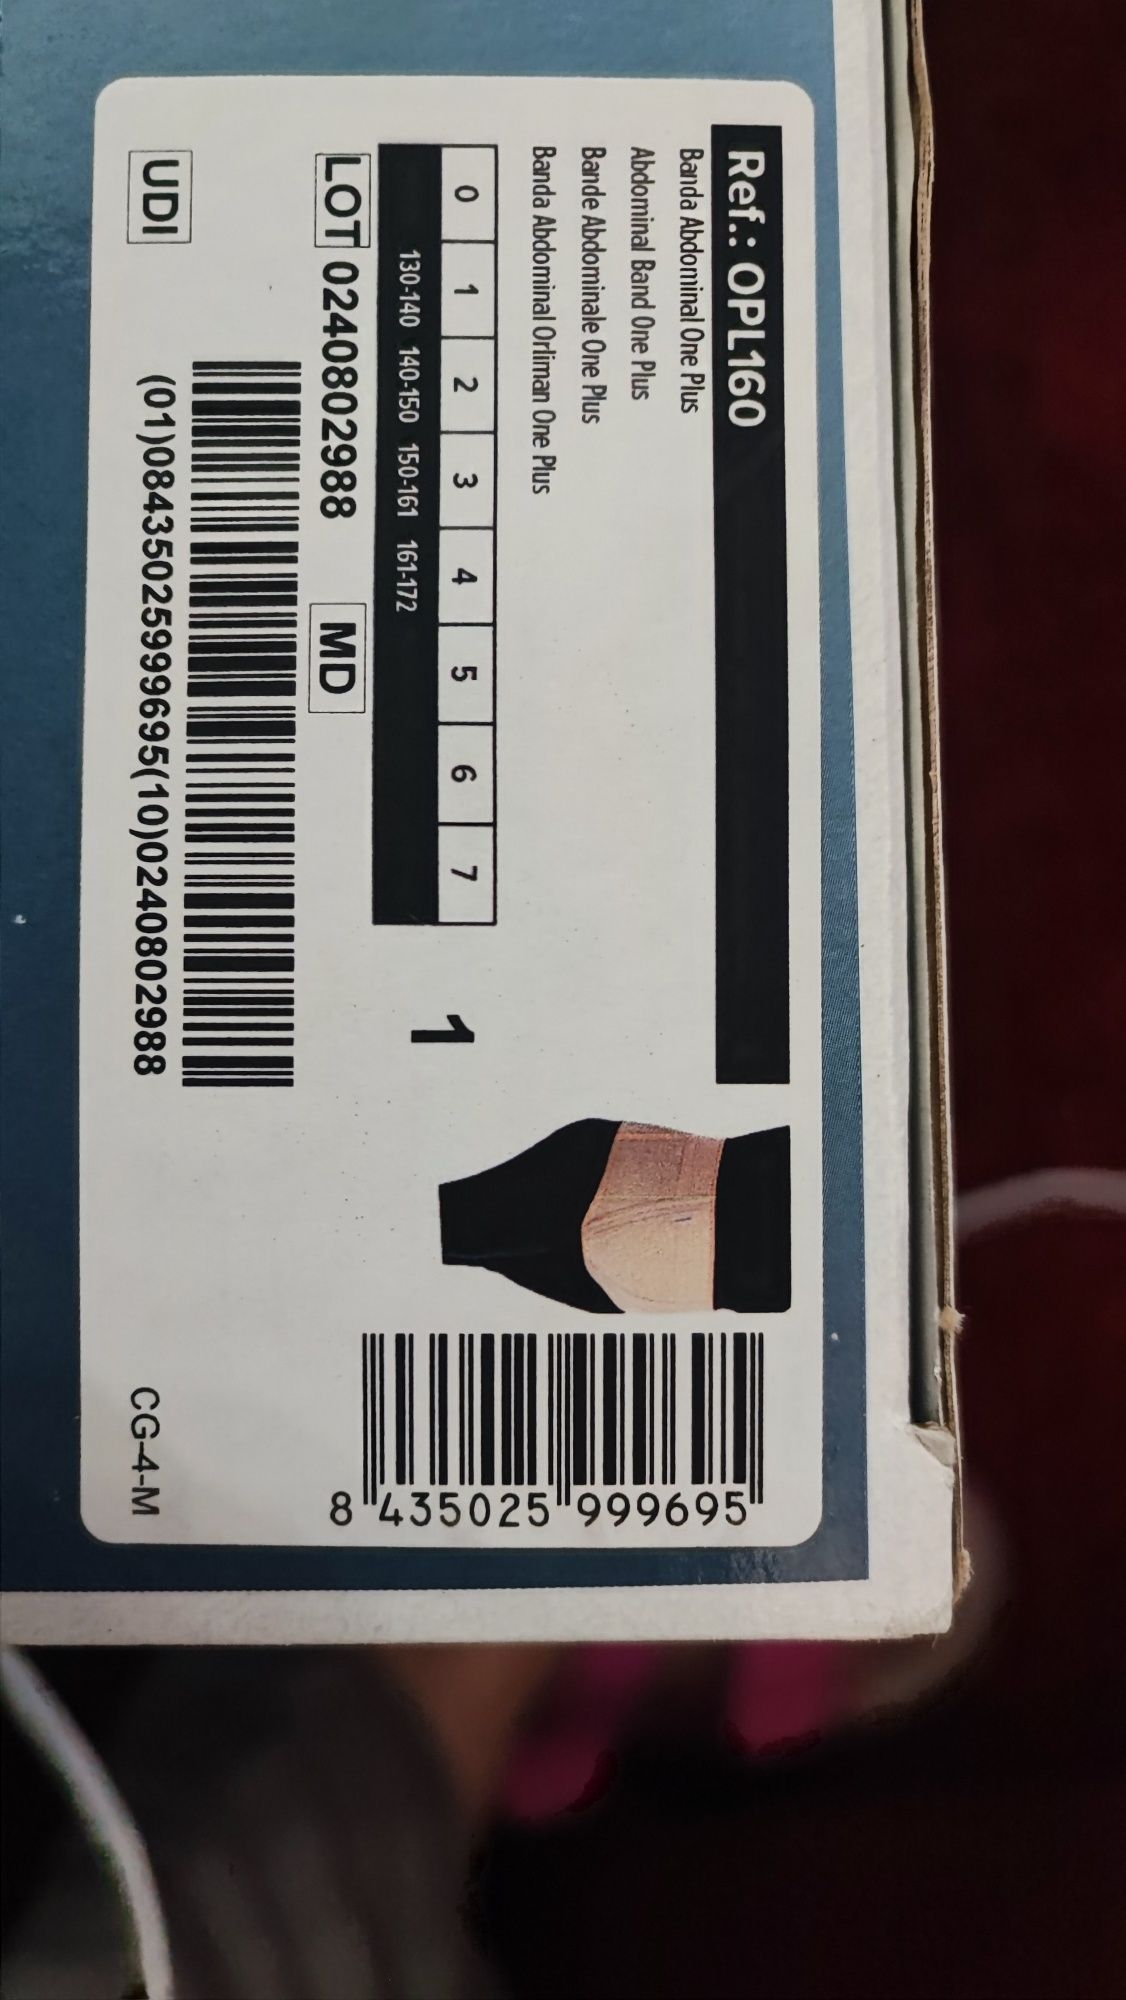 Ref.: OPL160
Banda Abdominal One Plus
Abdominal Band One Plus
Bande Abdominale One Plus
Banda Abdominal Orliman One Plus
0 1 2 3 4 5 6 7
130-140 140-150 150-161 161-172
1
LOT 0240802988 MD
UDI
(01)08435025999695(10)0240802988
8 435025 999695
CG-4-M